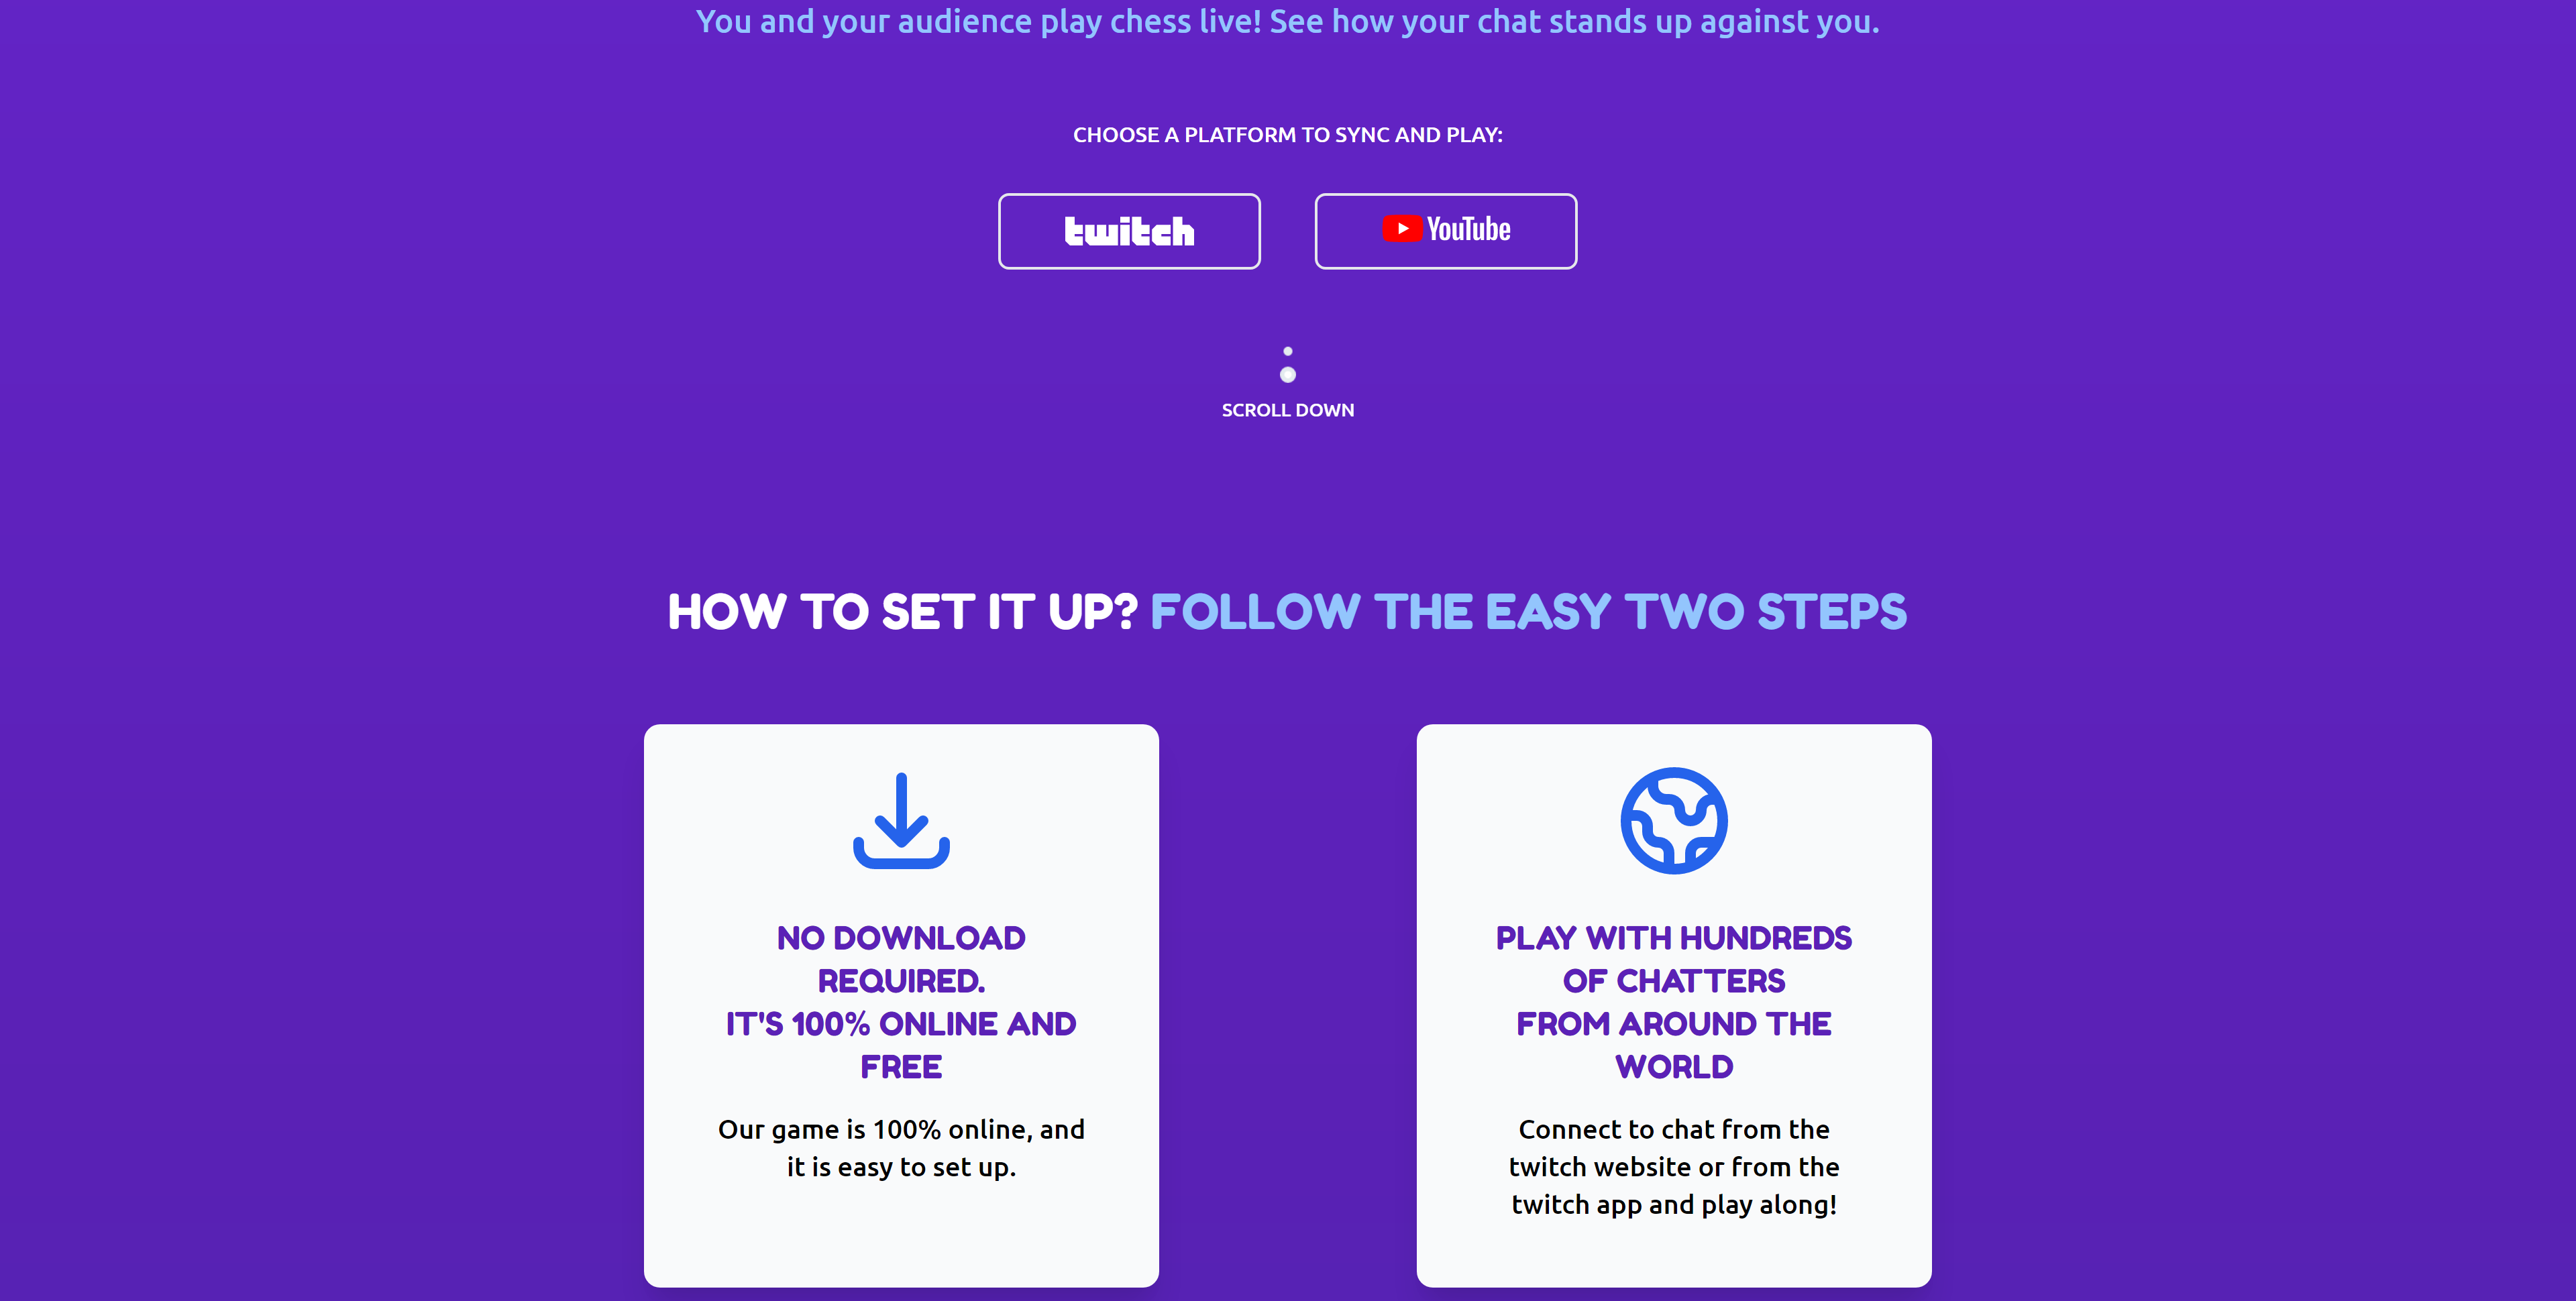 You and your audience play chess live! See how your chat stands up against you.
CHOOSE A PLATFORM TO SYNC AND PLAY:
twitch
YouTube
SCROLL DOWN
HOW TO SET IT UP? FOLLOW THE EASY TWO STEPS
NO DOWNLOAD
REQUIRED.
IT'S 100% ONLINE AND
FREE
Our game is 100% online, and
it is easy to set up.
PLAY WITH HUNDREDS
OF CHATTERS
FROM AROUND THE
WORLD
Connect to chat from the
twitch website or from the
twitch app and play along!